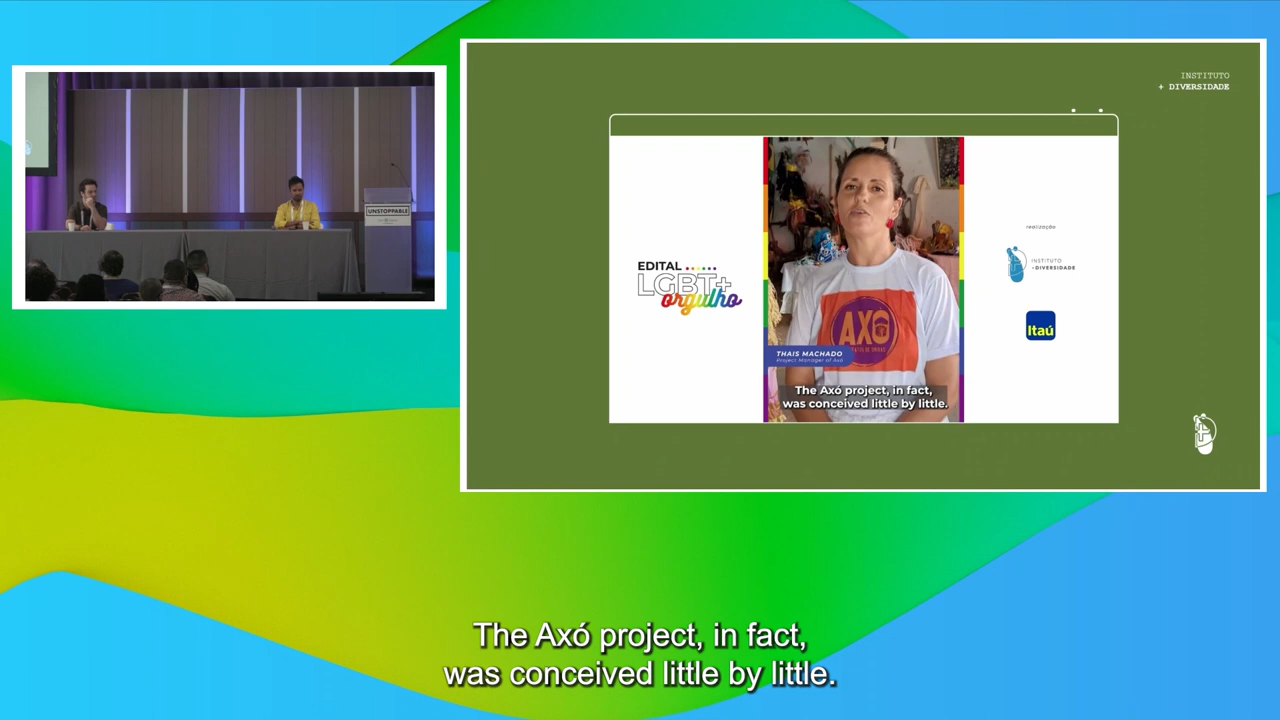 UNSTOPPABLE
INSTITUTO
+ DIVERSIDADE
EDITAL
LGBT+
orgulho
AXÓ
THAIS MACHADO
Project Manager of Axó
The Axó project, in fact,
was conceived little by little.
realização
INSTITUTO
+DIVERSIDADE
Itaú
The Axó project, in fact,
was conceived little by little.